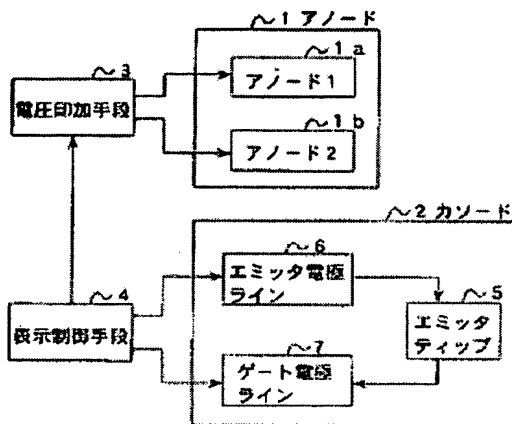 1 アノード
1a
アノード1
1b
アノード2
3
電圧印加手段
2 カソード
6
エミッタ電極
ライン
4
表示制御手段
5
エミッタ
ティップ
7
ゲート電極
ライン